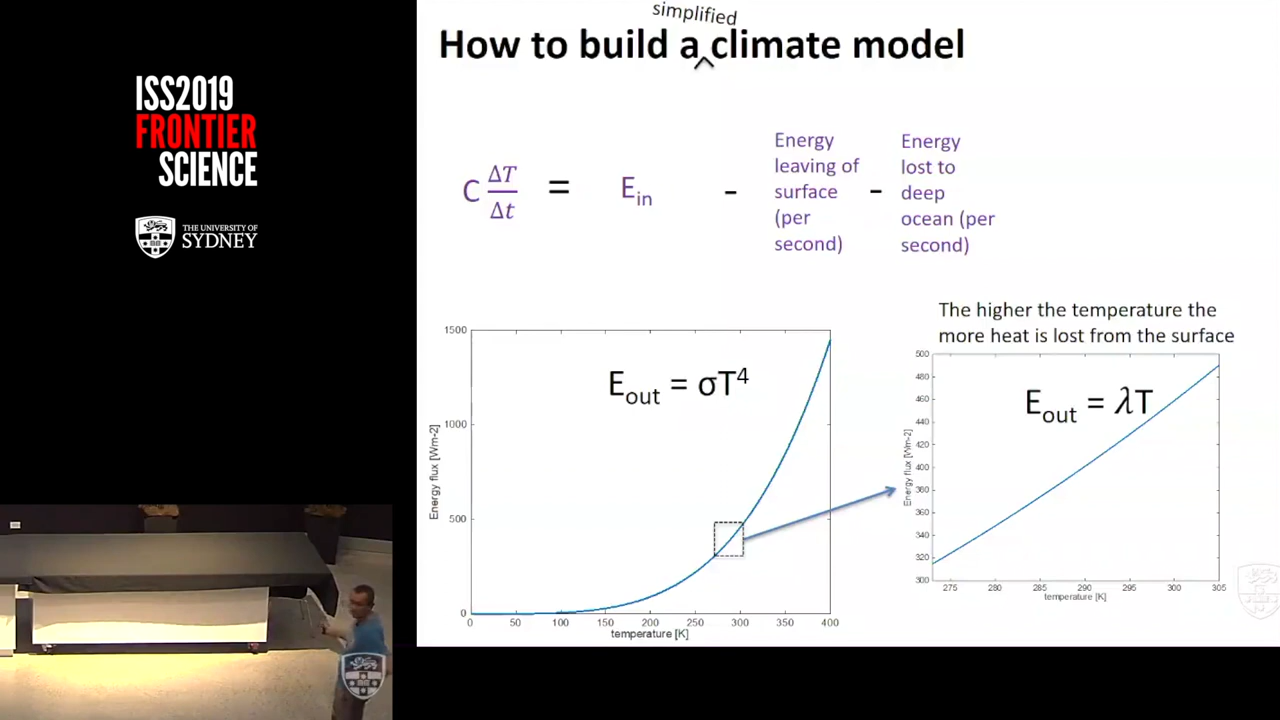 ISS2019
FRONTIER
SCIENCE
THE UNIVERSITY OF
SYDNEY
simplified
How to build a climate model
^
C ΔT/Δt = E_in -
Energy
leaving of
surface
(per
second)
-
Energy
lost to
deep
ocean (per
second)
The higher the temperature the
more heat is lost from the surface
E_out = σT⁴
1500
1000
500
0
Energy flux [Wm-2]
0 50 100 150 200 250 300 350 400
temperature [K]
E_out = λT
500
480
460
440
420
400
380
360
340
320
300
Energy flux [Wm-2]
275 280 285 290 295 300 305
temperature [K]